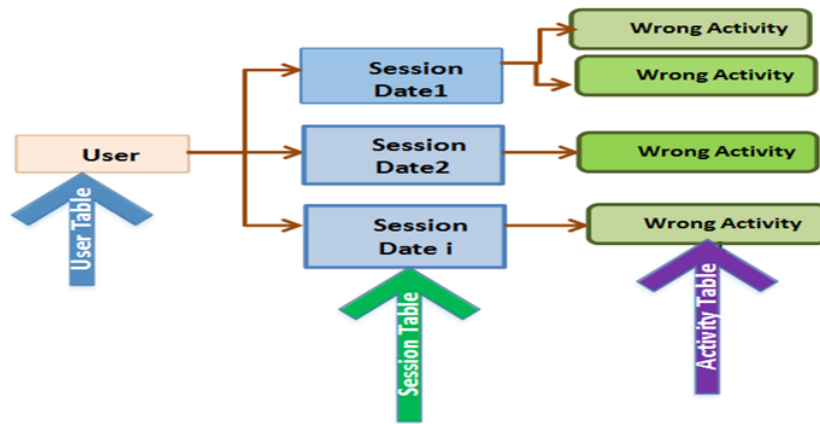 Wrong Activity
Session
Date1
Wrong Activity
User
Session
Date2
Wrong Activity
Session
Date i
Wrong Activity
User Table
Session Table
Activity Table